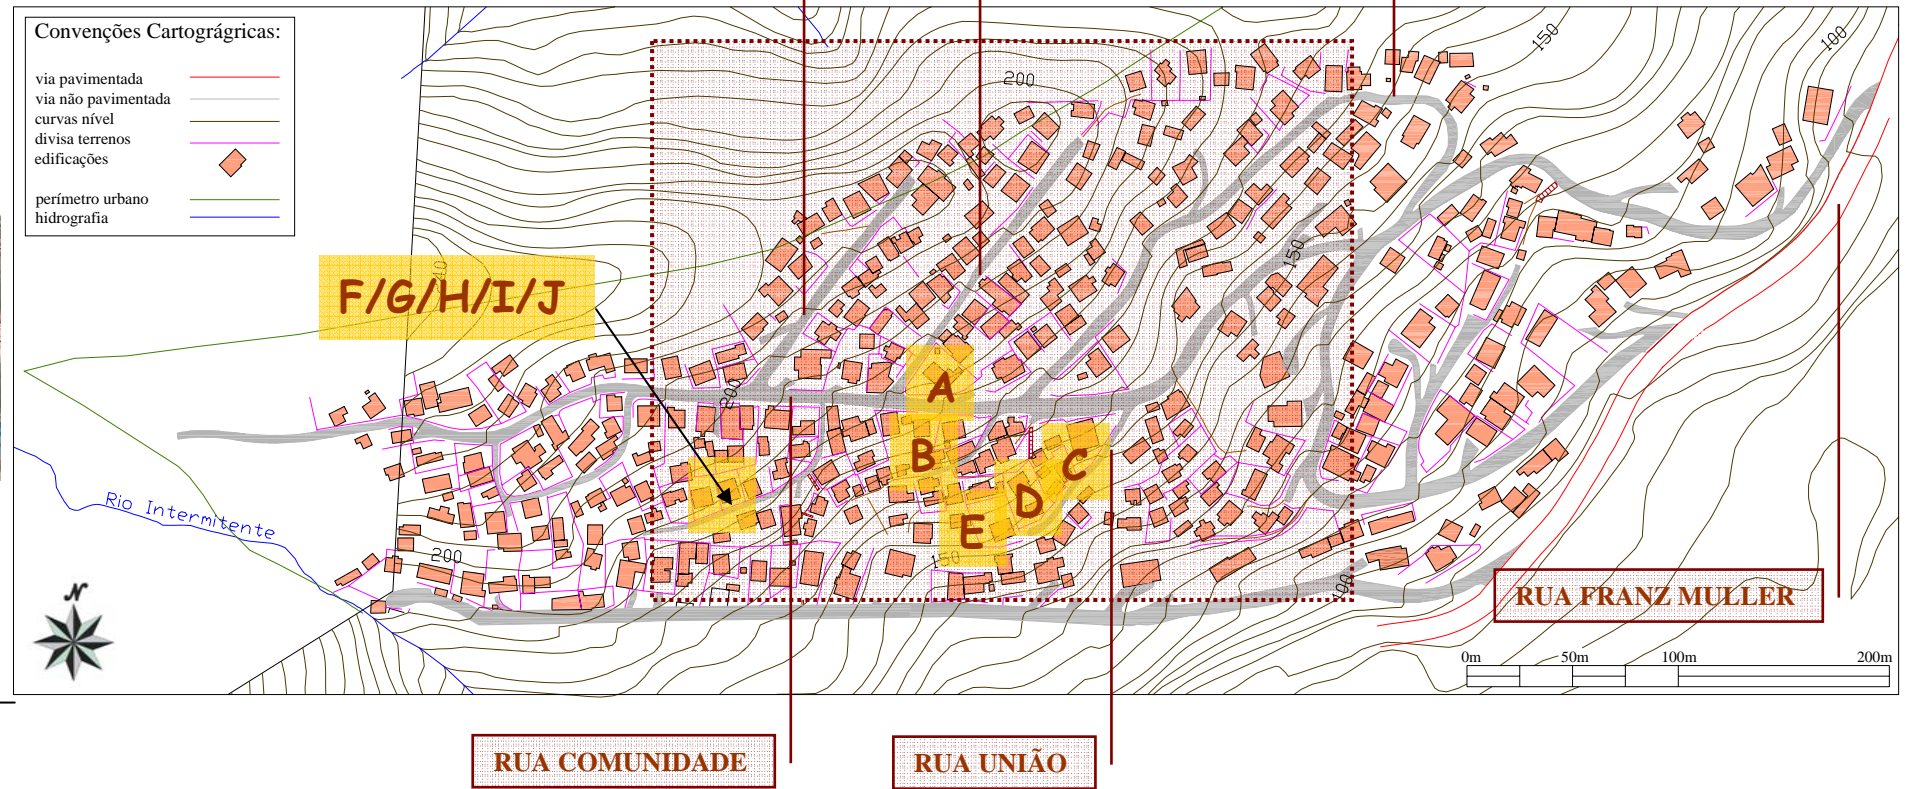 Convenções Cartográgricas:
via pavimentada
via não pavimentada
curvas nível
divisa terrenos
edificações
perímetro urbano
hidrografia
200
150
100
150
F/G/H/I/J
A
200
B
C
D
E
Rio Intermitente
200
150
100
N
RUA FRANZ MULLER
0m 50m 100m 200m
RUA COMUNIDADE
RUA UNIÃO